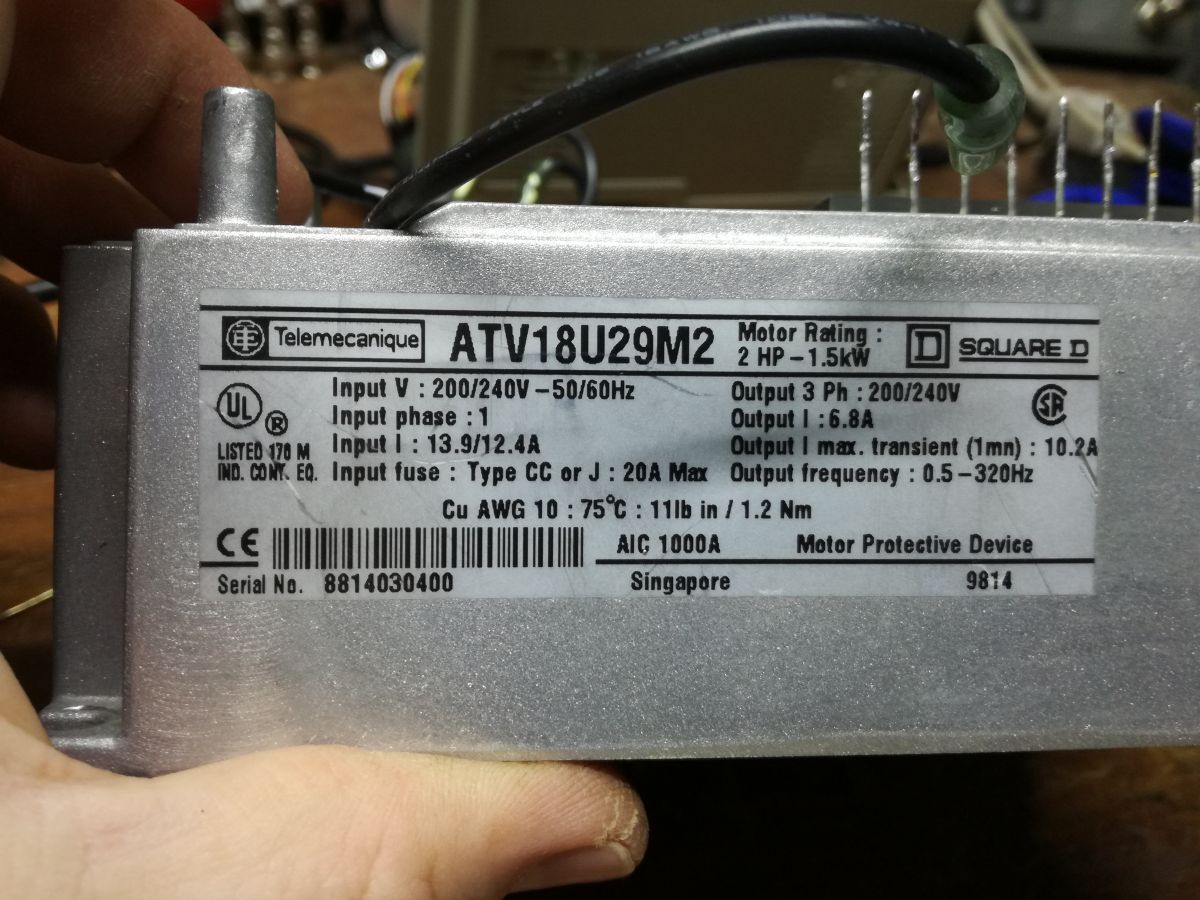 Telemecanique ATV18U29M2 Motor Rating : 2 HP – 1.5kW D SQUARE D
UL ® LISTED 170 M IND. CONT. EQ.
Input V : 200/240V – 50/60Hz
Input phase : 1
Input I : 13.9/12.4A
Input fuse : Type CC or J : 20A Max
Output 3 Ph : 200/240V
Output I : 6.8A
Output I max. transient (1mn) : 10.2A
Output frequency : 0.5 – 320Hz
SA
Cu AWG 10 : 75°C : 11lb in / 1.2 Nm
CE AIC 1000A Motor Protective Device
Serial No. 8814030400 Singapore 9814